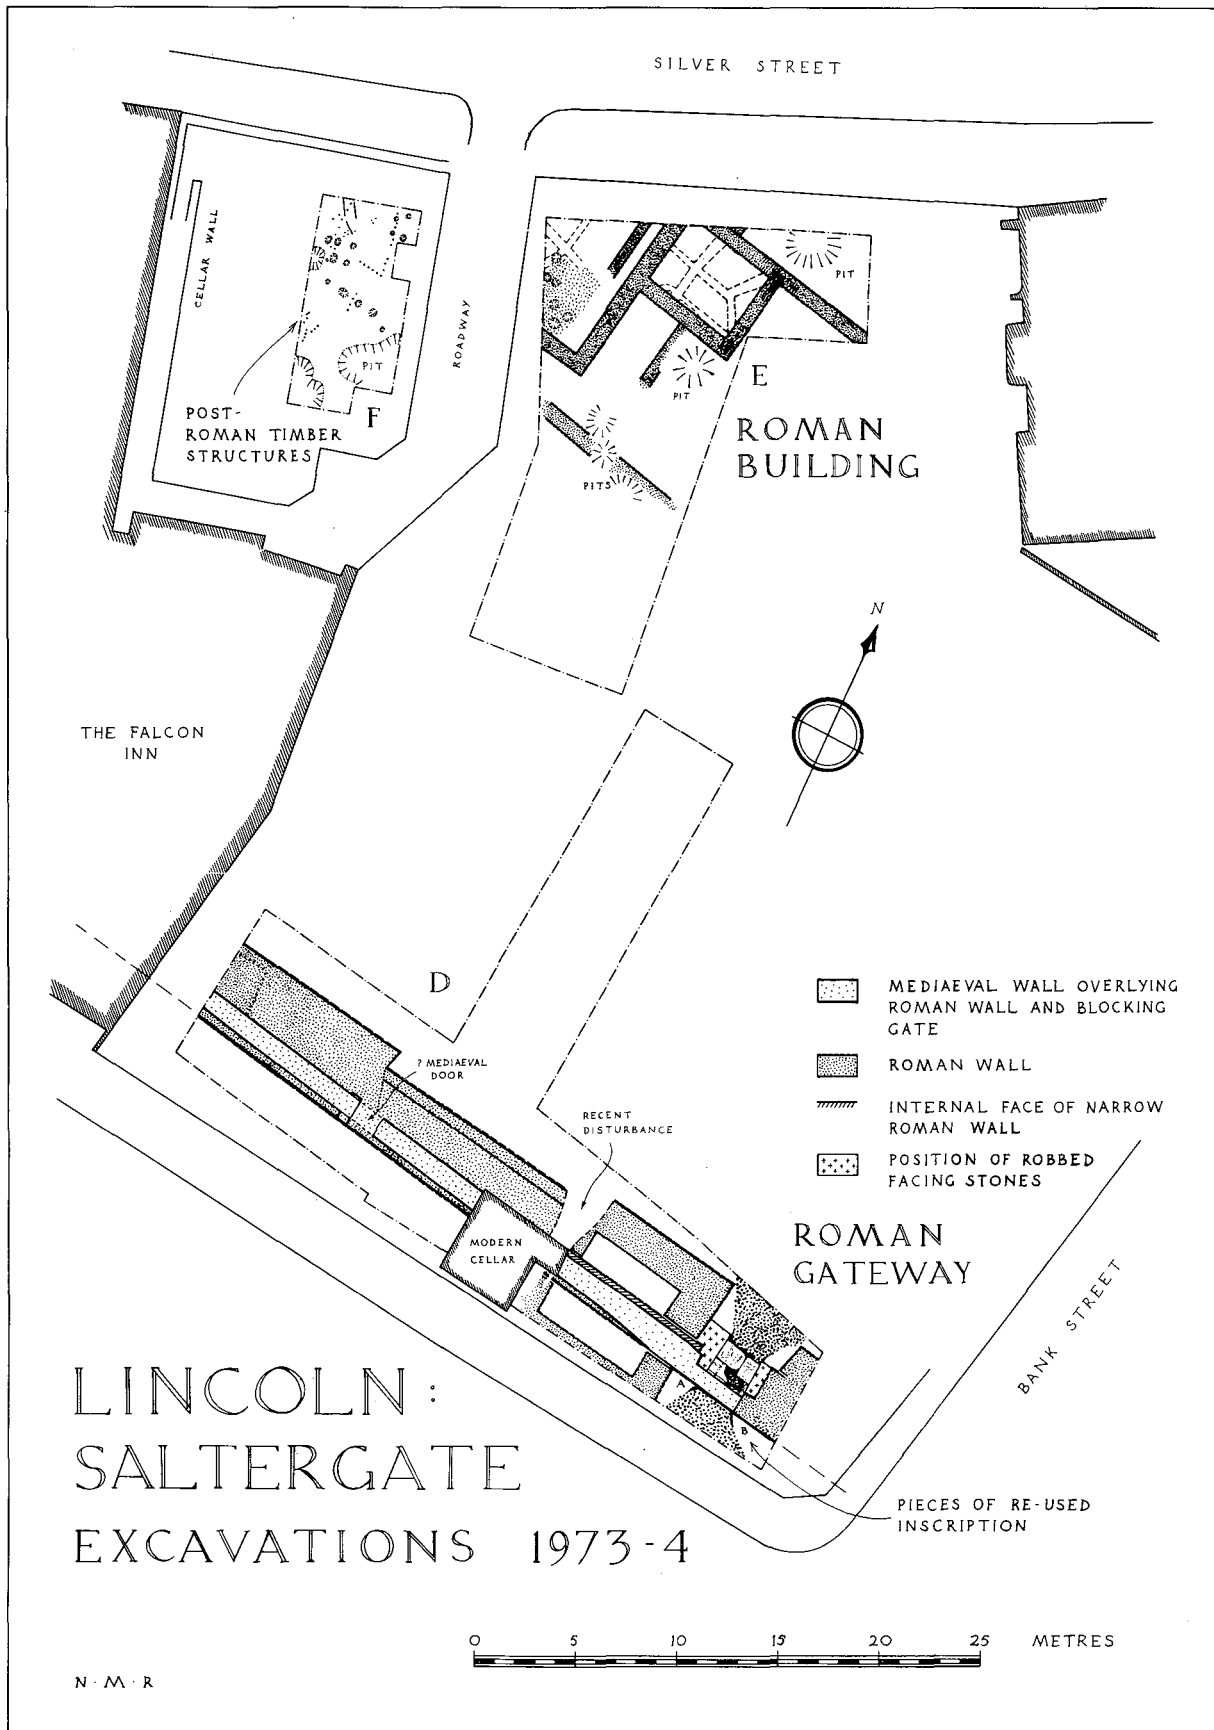 SILVER STREET
CELLAR WALL
ROADWAY
PIT
PIT
F
POST-
ROMAN TIMBER
STRUCTURES
PIT
E
PITS
ROMAN
BUILDING
N
THE FALCON
INN
D
? MEDIAEVAL
DOOR
RECENT
DISTURBANCE
MEDIAEVAL WALL OVERLYING
ROMAN WALL AND BLOCKING
GATE
ROMAN WALL
INTERNAL FACE OF NARROW
ROMAN WALL
POSITION OF ROBBED
FACING STONES
MODERN
CELLAR
ROMAN
GATEWAY
BANK STREET
A
B
PIECES OF RE-USED
INSCRIPTION
LINCOLN:
SALTERGATE
EXCAVATIONS 1973-4
0 5 10 15 20 25 METRES
N·M·R